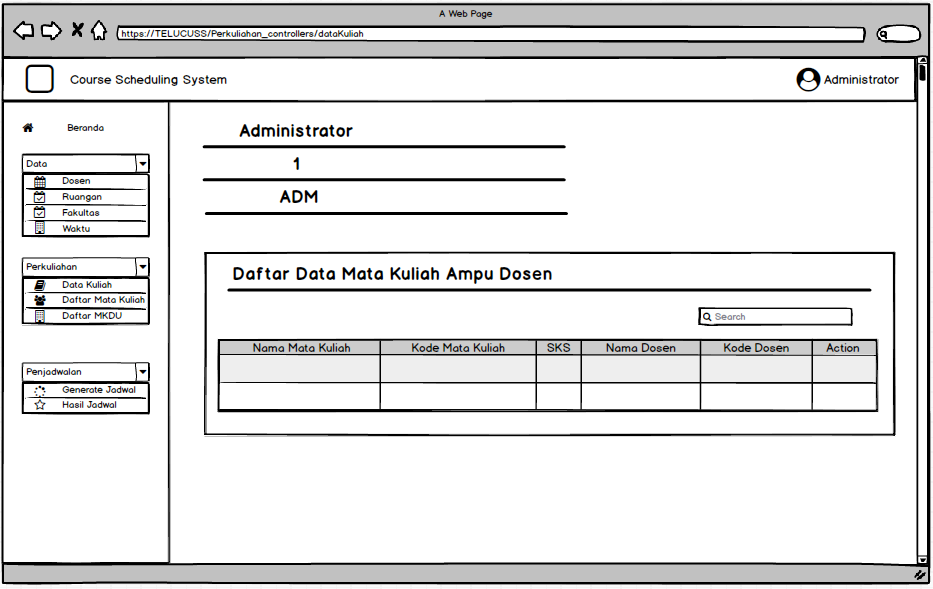 A Web Page
https://TELUCUSS/Perkuliahan_controllers/dataKuliah
Course Scheduling System
Administrator
Beranda
Data
Dosen
Ruangan
Fakultas
Waktu
Perkuliahan
Data Kuliah
Daftar Mata Kuliah
Daftar MKDU
Penjadwalan
Generate Jadwal
Hasil Jadwal
Administrator
1
ADM
Daftar Data Mata Kuliah Ampu Dosen
Search
Nama Mata Kuliah Kode Mata Kuliah SKS Nama Dosen Kode Dosen Action